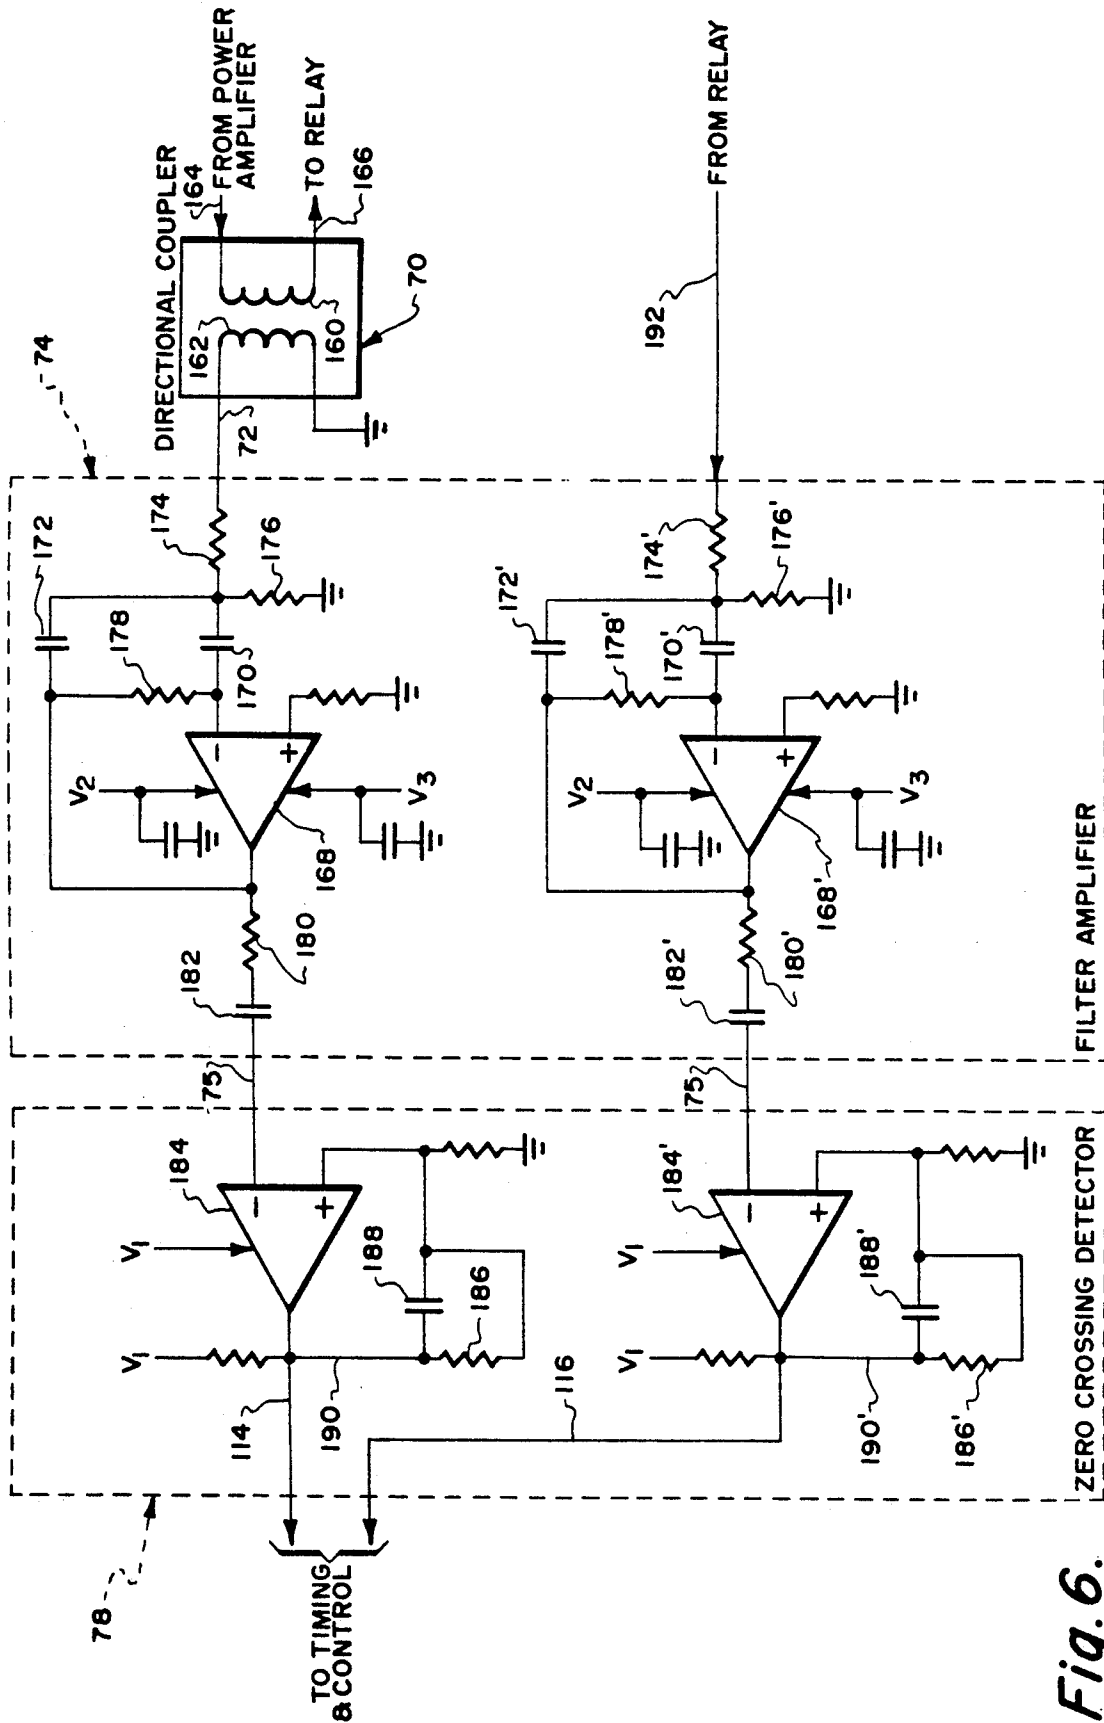 74
DIRECTIONAL COUPLER
164
FROM POWER
AMPLIFIER
162
TO RELAY
166
160
70
72
172
178
174
176
170
V2
V3
168
180
182
75
184
V1
V1
188
186
190
114
78
TO TIMING
& CONTROL
116
192
FROM RELAY
172'
178'
174'
176'
170'
V2
V3
168'
180'
182'
75
184'
V1
V1
188'
186'
190'
-
+
-
+
-
+
-
+
FILTER AMPLIFIER
ZERO CROSSING DETECTOR
Fig. 6.